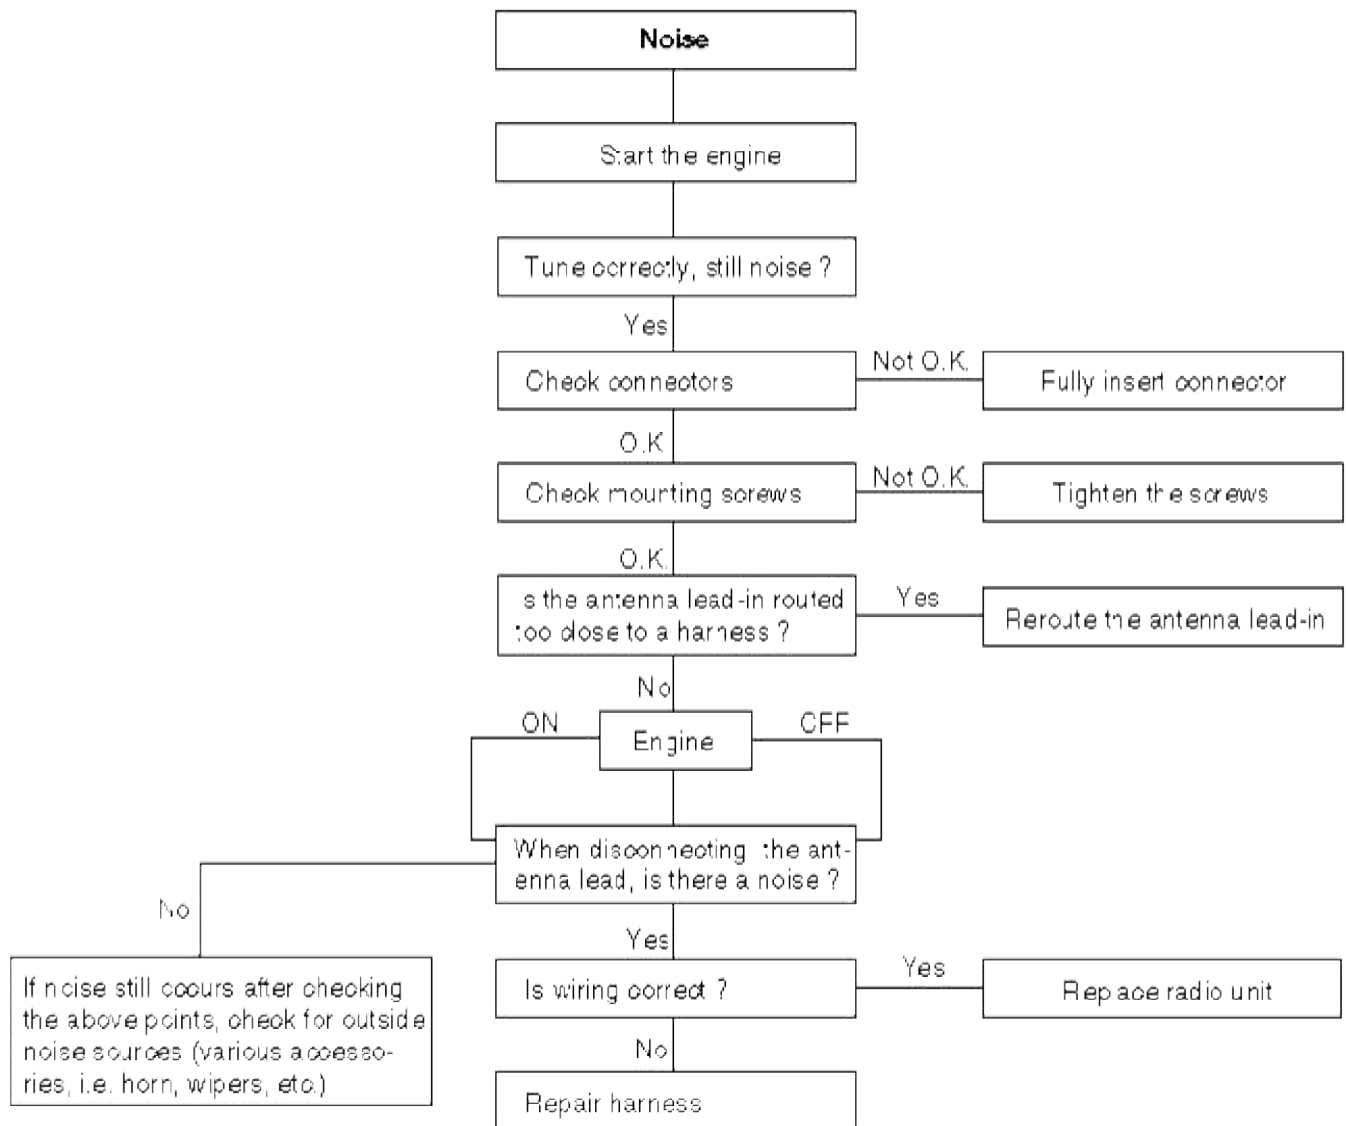 Noise
Start the engine
Tune correctly, still noise ?
Yes
Check connectors
Not O.K.
Fully insert connector
O.K
Check mounting screws
Not O.K.
Tighten the screws
O.K.
Is the antenna lead-in routed
too close to a harness ?
Yes
Reroute the antenna lead-in
No
ON
Engine
OFF
When disconnecting the ant-
enna lead, is there a noise ?
No
Yes
If noise still occurs after checking
the above points, check for outside
noise sources (various accesso-
ries, i.e. horn, wipers, etc.)
Is wiring correct ?
Yes
Replace radio unit
No
Repair harness